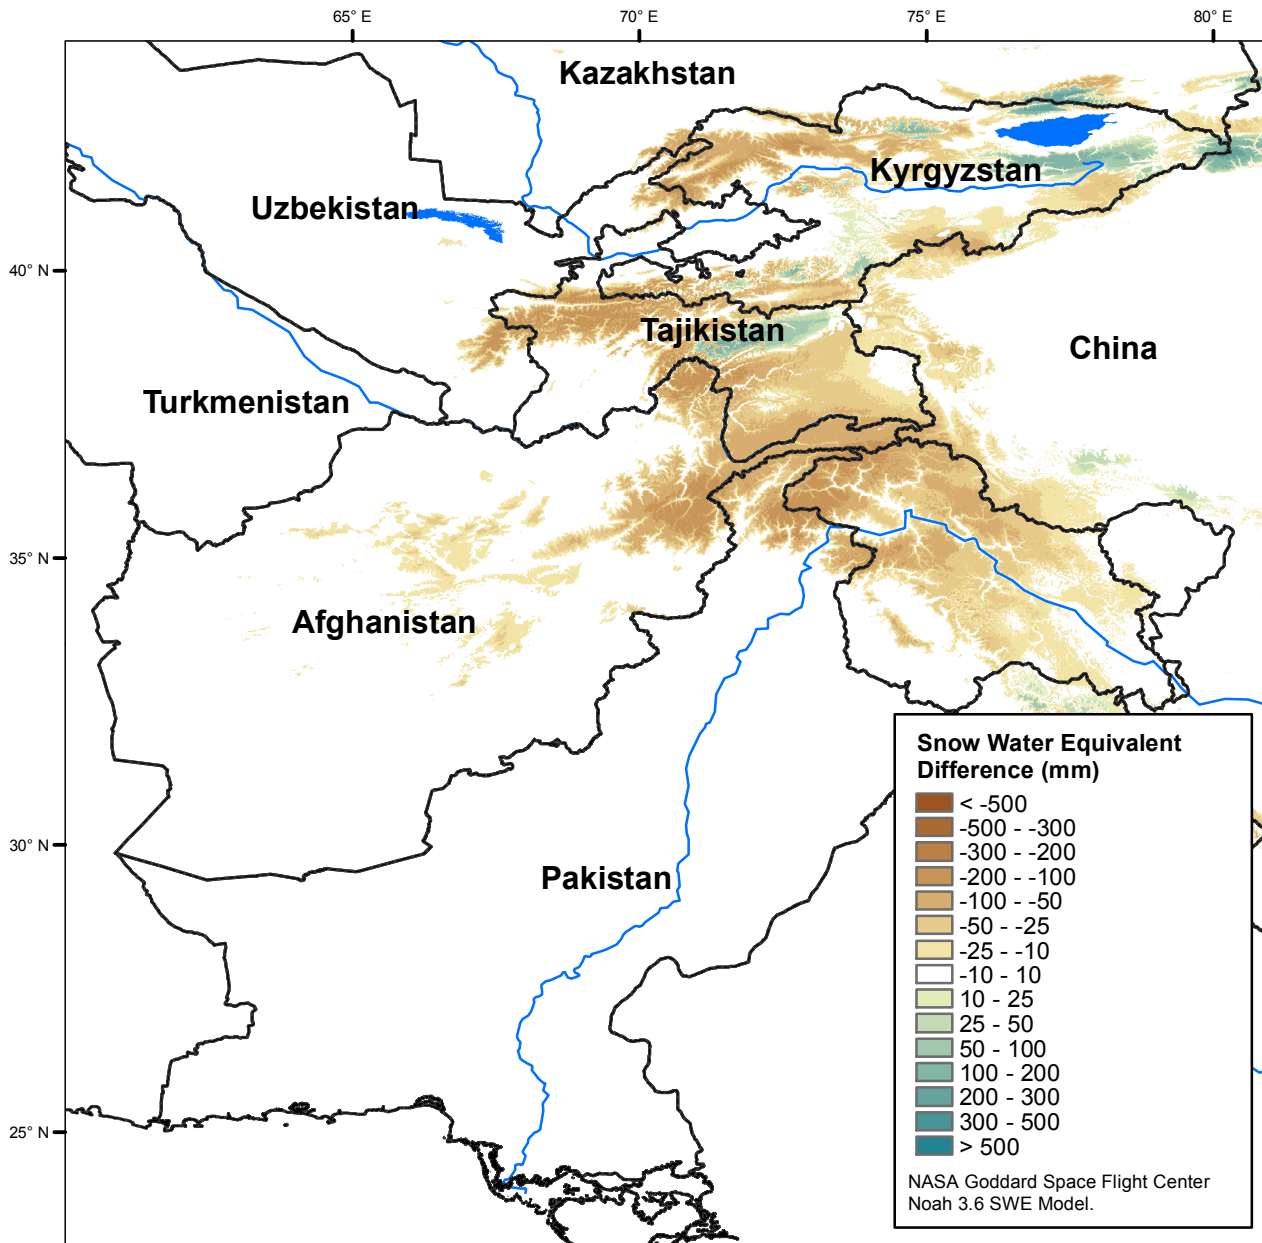 65° E
70° E
75° E
80° E
Kazakhstan
Kyrgyzstan
Uzbekistan
40° N
Tajikistan
China
Turkmenistan
35° N
Afghanistan
30° N
Pakistan
25° N
Snow Water Equivalent
Difference (mm)
< -500
-500 - -300
-300 - -200
-200 - -100
-100 - -50
-50 - -25
-25 - -10
-10 - 10
10 - 25
25 - 50
50 - 100
100 - 200
200 - 300
300 - 500
> 500
NASA Goddard Space Flight Center
Noah 3.6 SWE Model.